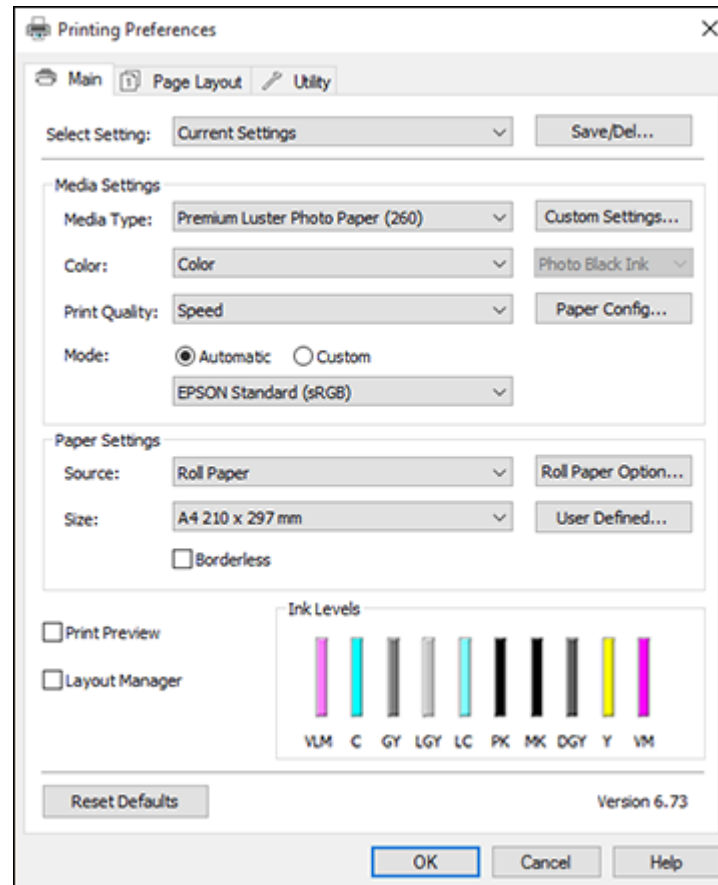 Printing Preferences
Main
1 Page Layout
Utility
Select Setting: Current Settings Save/Del...
Media Settings
Media Type: Premium Luster Photo Paper (260) Custom Settings...
Color: Color Photo Black Ink
Print Quality: Speed Paper Config...
Mode: Automatic Custom
EPSON Standard (sRGB)
Paper Settings
Source: Roll Paper Roll Paper Option...
Size: A4 210 x 297 mm User Defined...
Borderless
Ink Levels
Print Preview
Layout Manager
VLM C GY LGY LC PK MK DGY Y VM
Reset Defaults Version 6.73
OK Cancel Help